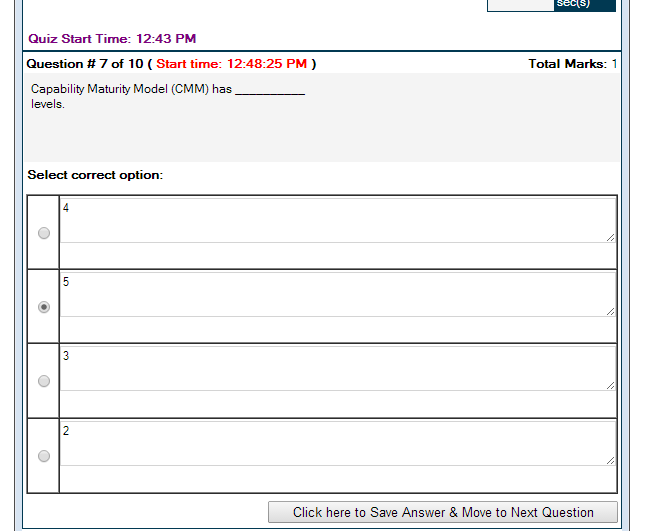 sec(s)
Quiz Start Time: 12:43 PM
Question # 7 of 10 ( Start time: 12:48:25 PM )
Total Marks: 1
Capability Maturity Model (CMM) has __________
levels.
Select correct option:
4
5
3
2
Click here to Save Answer & Move to Next Question